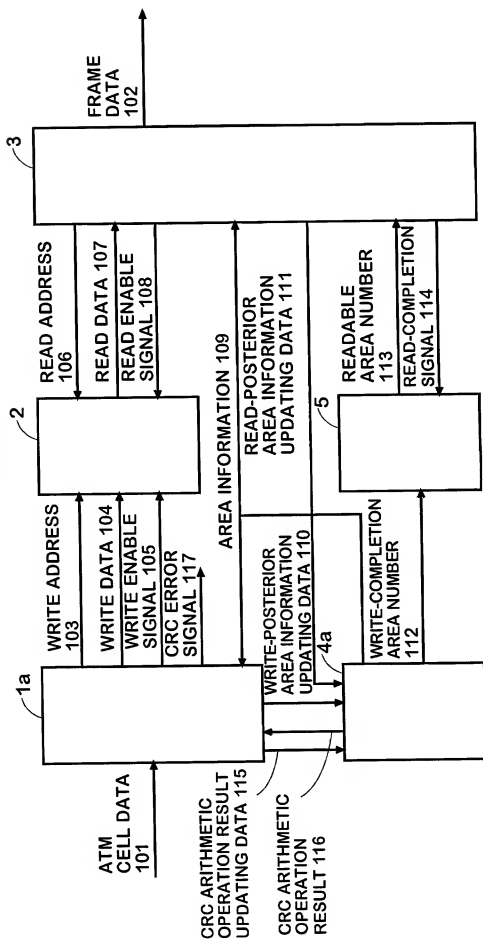 ATM
CELL DATA
101
1a
WRITE ADDRESS
103
WRITE DATA 104
WRITE ENABLE
SIGNAL 105
CRC ERROR
SIGNAL 117
2
READ ADDRESS
106
READ DATA 107
READ ENABLE
SIGNAL 108
3
FRAME
DATA
102
AREA INFORMATION 109
READ-POSTERIOR
AREA INFORMATION
UPDATING DATA 111
WRITE-POSTERIOR
AREA INFORMATION
UPDATING DATA 110
CRC ARITHMETIC
OPERATION RESULT
UPDATING DATA 115
CRC ARITHMETIC
OPERATION
RESULT 116
4a
WRITE-COMPLETION
AREA NUMBER
112
5
READABLE
AREA NUMBER
113
READ-COMPLETION
SIGNAL 114